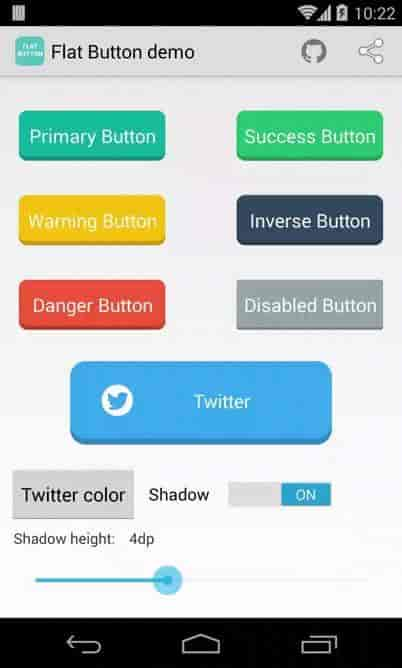 10:22
FLAT
BUTTON
Flat Button demo
Primary Button
Success Button
Warning Button
Inverse Button
Danger Button
Disabled Button
Twitter
Twitter color
Shadow
ON
Shadow height: 4dp